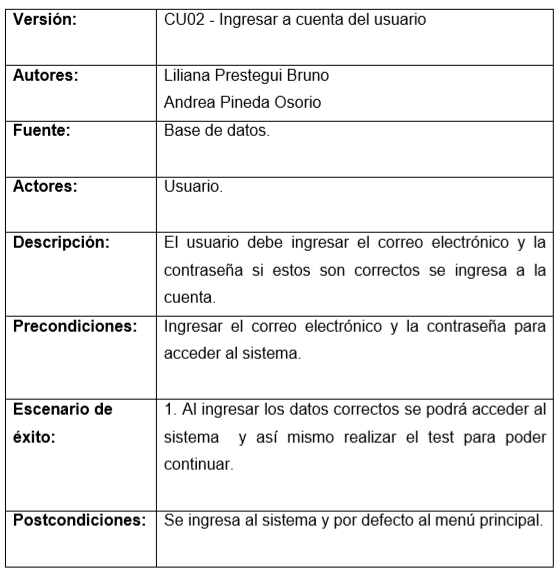 Versión: CU02 - Ingresar a cuenta del usuario
Autores: Liliana Prestegui Bruno
Andrea Pineda Osorio
Fuente: Base de datos.
Actores: Usuario.
Descripción: El usuario debe ingresar el correo electrónico y la
contraseña si estos son correctos se ingresa a la
cuenta.
Precondiciones: Ingresar el correo electrónico y la contraseña para
acceder al sistema.
Escenario de 1. Al ingresar los datos correctos se podrá acceder al
éxito: sistema y así mismo realizar el test para poder
continuar.
Postcondiciones: Se ingresa al sistema y por defecto al menú principal.